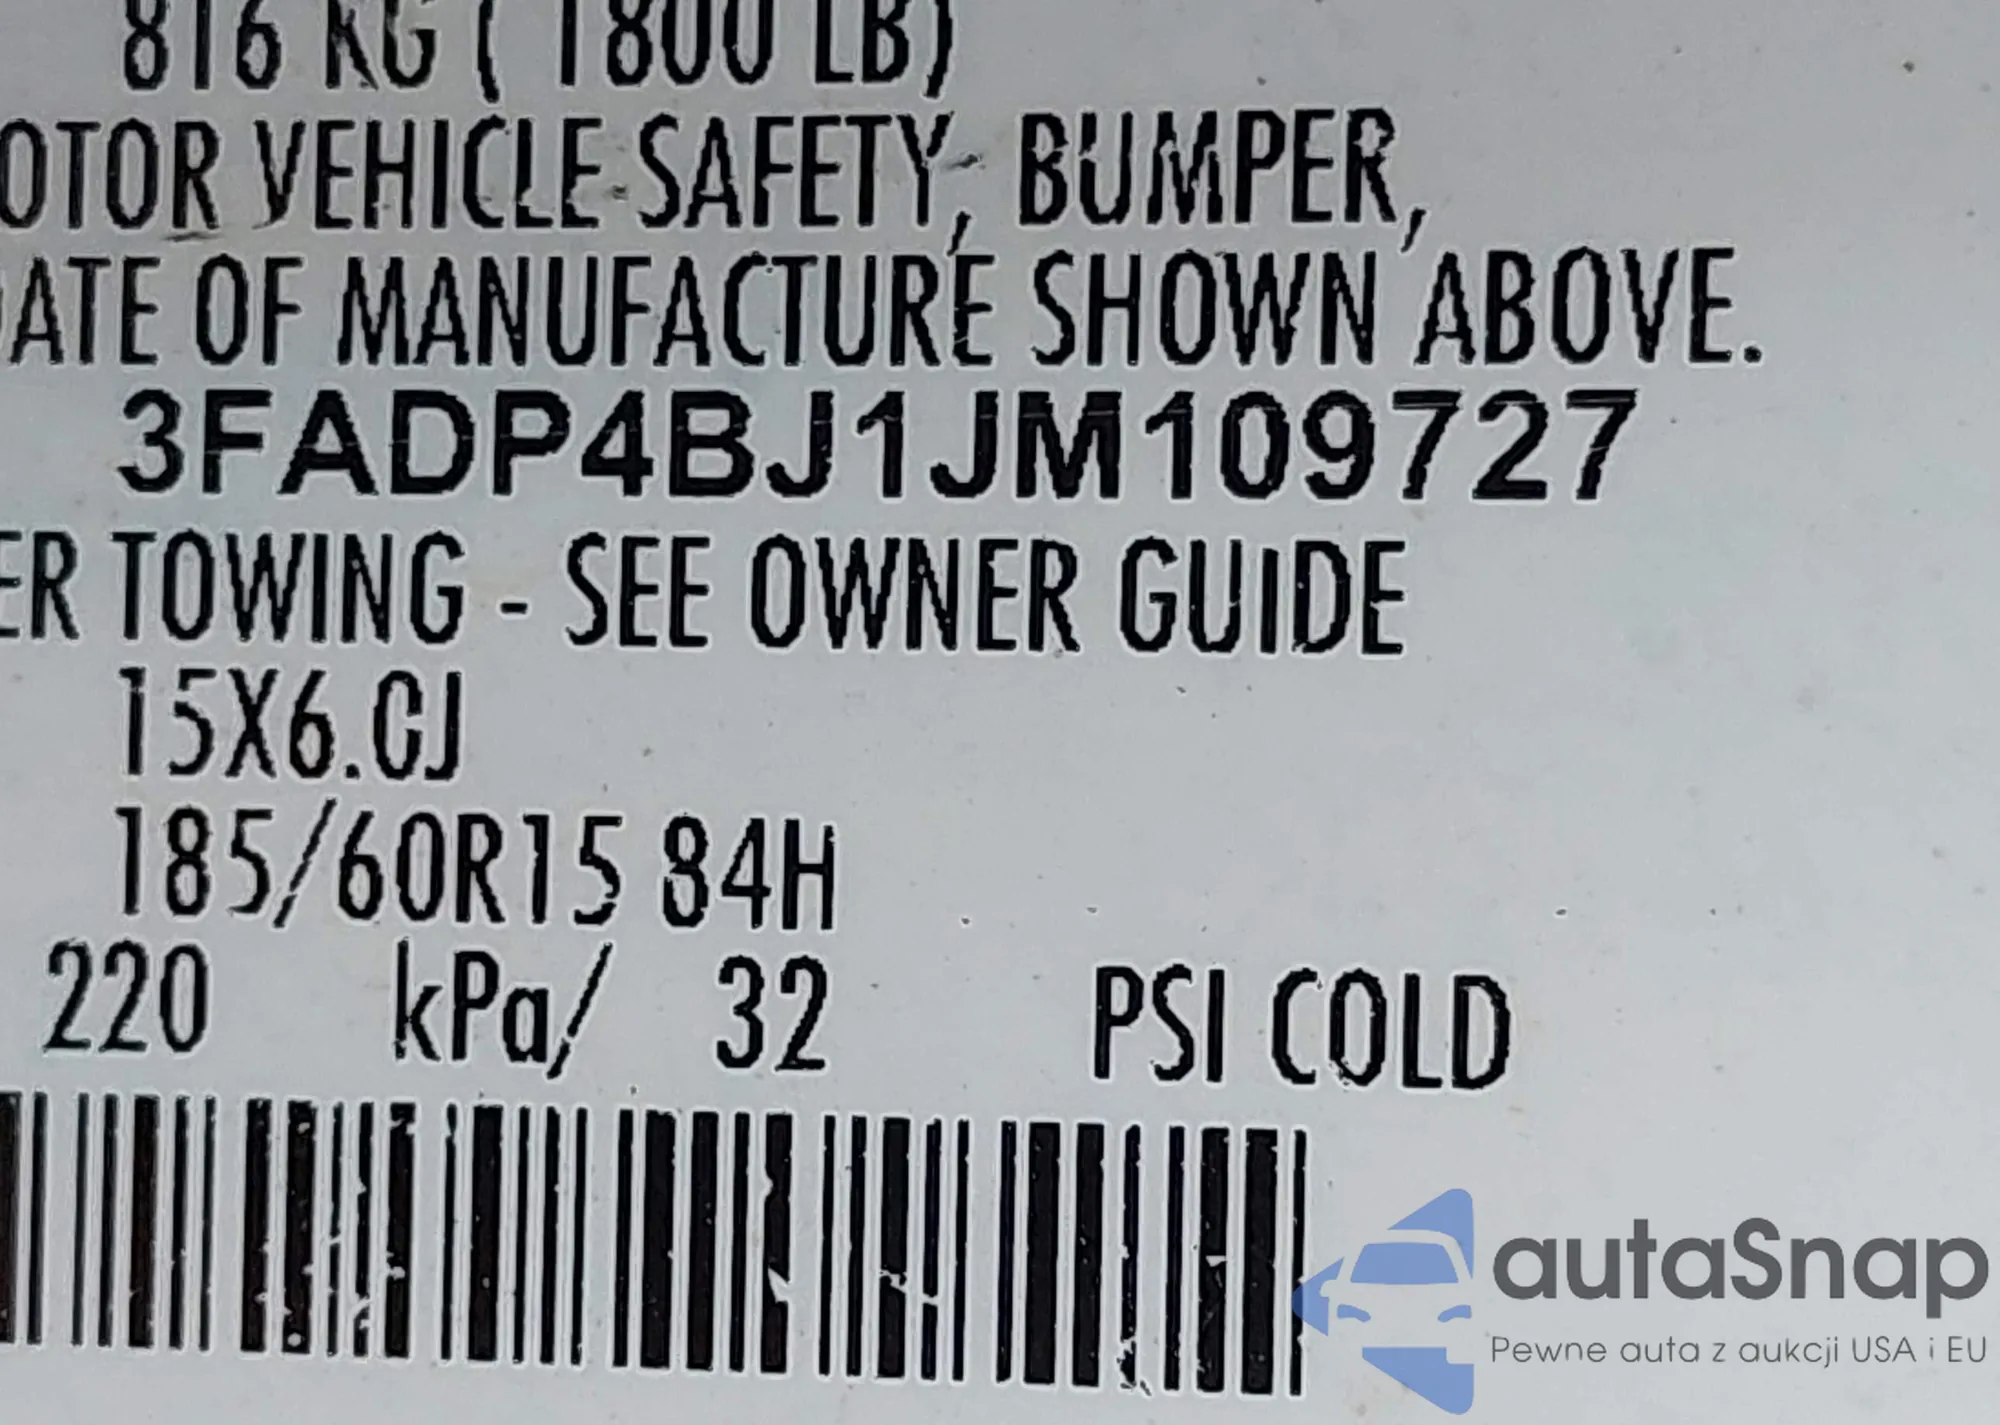 816 KG ( 1800 LB)
OTOR VEHICLE SAFETY, BUMPER,
DATE OF MANUFACTURE SHOWN ABOVE.
3FADP4BJ1JM109727
ER TOWING - SEE OWNER GUIDE
15X6.0J
185/60R15 84H
220 kPa/ 32 PSI COLD
autaSnap
Pewne auta z aukcji USA i EU